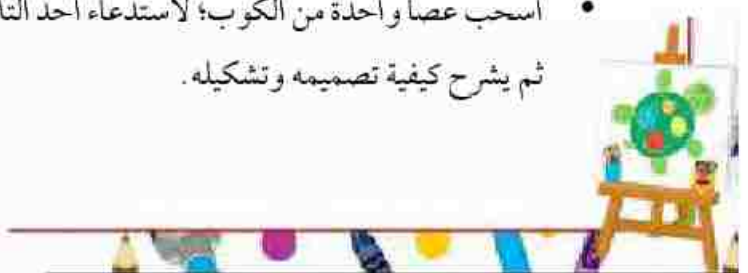 • اسحب عصا واحدة من الكوب؛ لاستدعاء أحد
ثم يشرح كيفية تصميمه وتشكيله.